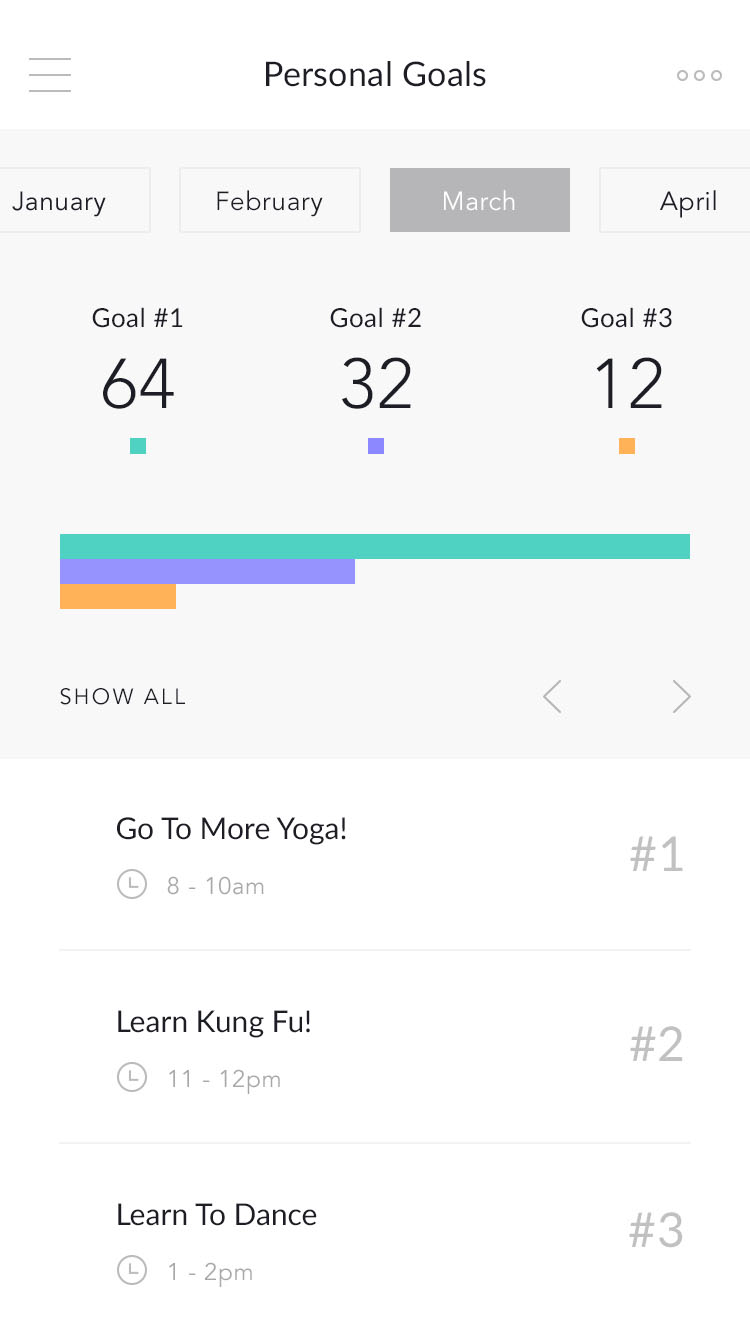 Personal Goals
January February March April
Goal #1 Goal #2 Goal #3
64 32 12
SHOW ALL
Go To More Yoga!
#1
8 - 10am
Learn Kung Fu!
#2
11 - 12pm
Learn To Dance
#3
1 - 2pm